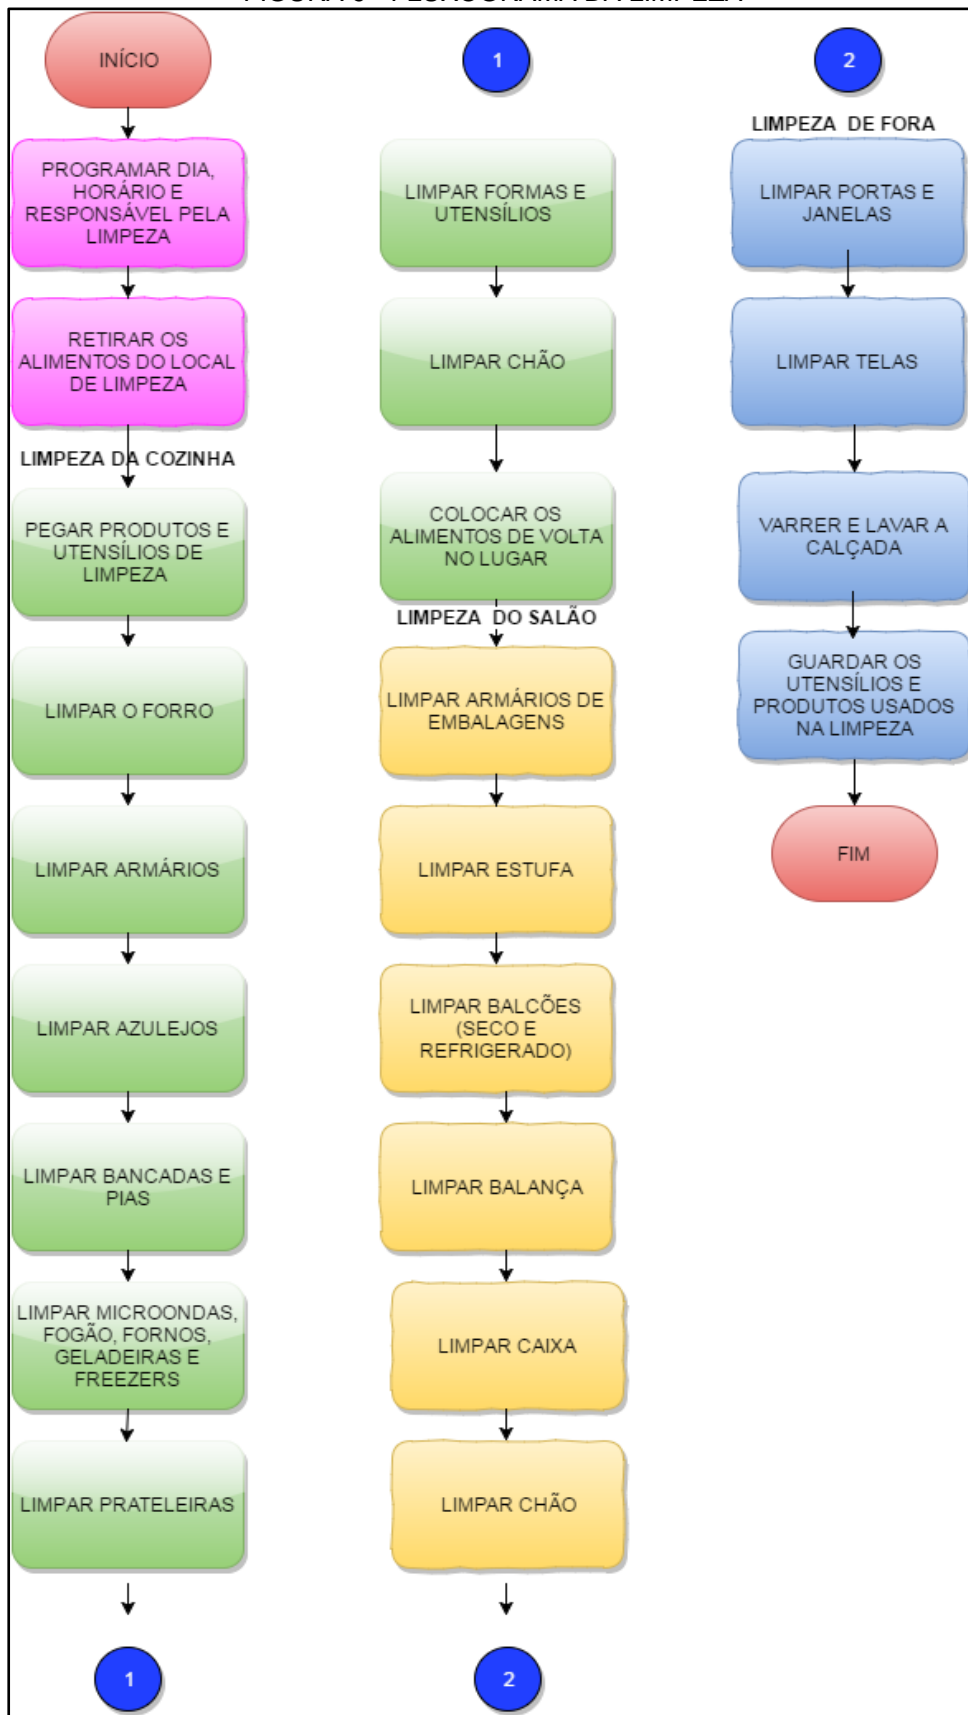 INÍCIO
PROGRAMAR DIA,
HORÁRIO E
RESPONSÁVEL PELA
LIMPEZA
RETIRAR OS
ALIMENTOS DO LOCAL
DE LIMPEZA
LIMPEZA DA COZINHA
PEGAR PRODUTOS E
UTENSÍLIOS DE
LIMPEZA
LIMPAR O FORRO
LIMPAR ARMÁRIOS
LIMPAR AZULEJOS
LIMPAR BANCADAS E
PIAS
LIMPAR MICROONDAS,
FOGÃO, FORNOS,
GELADEIRAS E
FREEZERS
LIMPAR PRATELEIRAS
1
1
LIMPAR FORMAS E
UTENSÍLIOS
LIMPAR CHÃO
COLOCAR OS
ALIMENTOS DE VOLTA
NO LUGAR
LIMPEZA DO SALÃO
LIMPAR ARMÁRIOS DE
EMBALAGENS
LIMPAR ESTUFA
LIMPAR BALCÕES
(SECO E
REFRIGERADO)
LIMPAR BALANÇA
LIMPAR CAIXA
LIMPAR CHÃO
2
2
LIMPEZA DE FORA
LIMPAR PORTAS E
JANELAS
LIMPAR TELAS
VARRER E LAVAR A
CALÇADA
GUARDAR OS
UTENSÍLIOS E
PRODUTOS USADOS
NA LIMPEZA
FIM